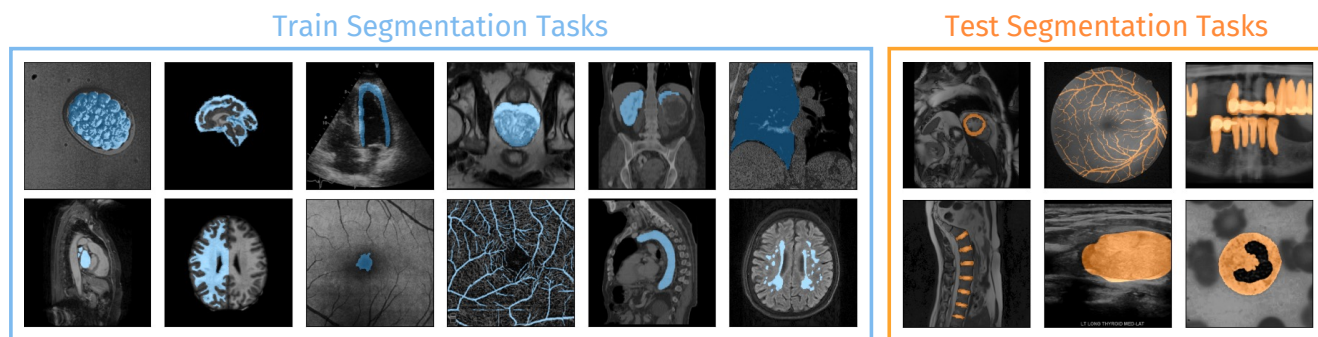 Train Segmentation Tasks
Test Segmentation Tasks
LT LONG THYROID MED-LAT